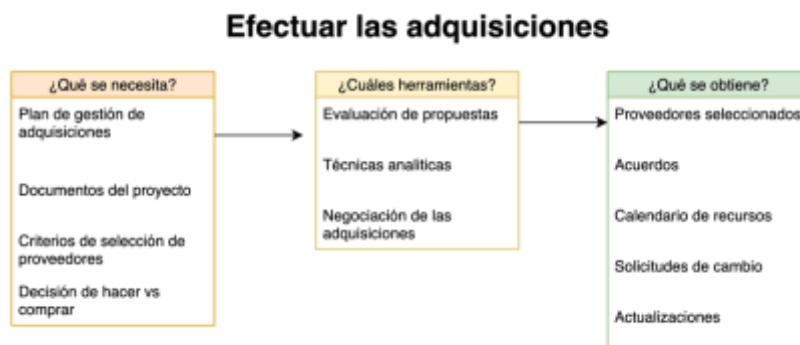 Efectuar las adquisiciones
¿Qué se necesita?
Plan de gestión de
adquisiciones
Documentos del proyecto
Criterios de selección de
proveedores
Decisión de hacer vs
comprar
¿Cuáles herramientas?
Evaluación de propuestas
Técnicas analiticas
Negociación de las
adquisiciones
¿Qué se obtiene?
Proveedores seleccionados
Acuerdos
Calendario de recursos
Solicitudes de cambio
Actualizaciones